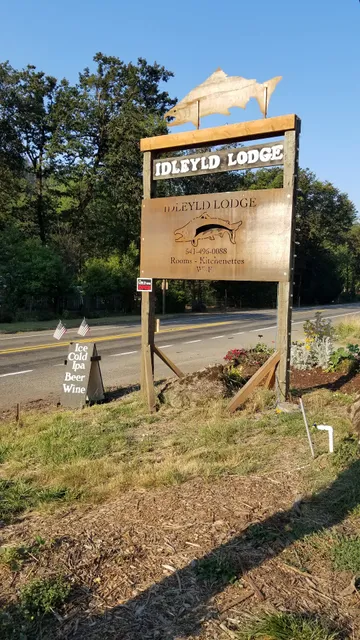 IDLEYLD LODGE
IDLEYLD LODGE
541-496-0088
Rooms - Kitchenettes
Ice
Cold
Ipa
Beer
Wine